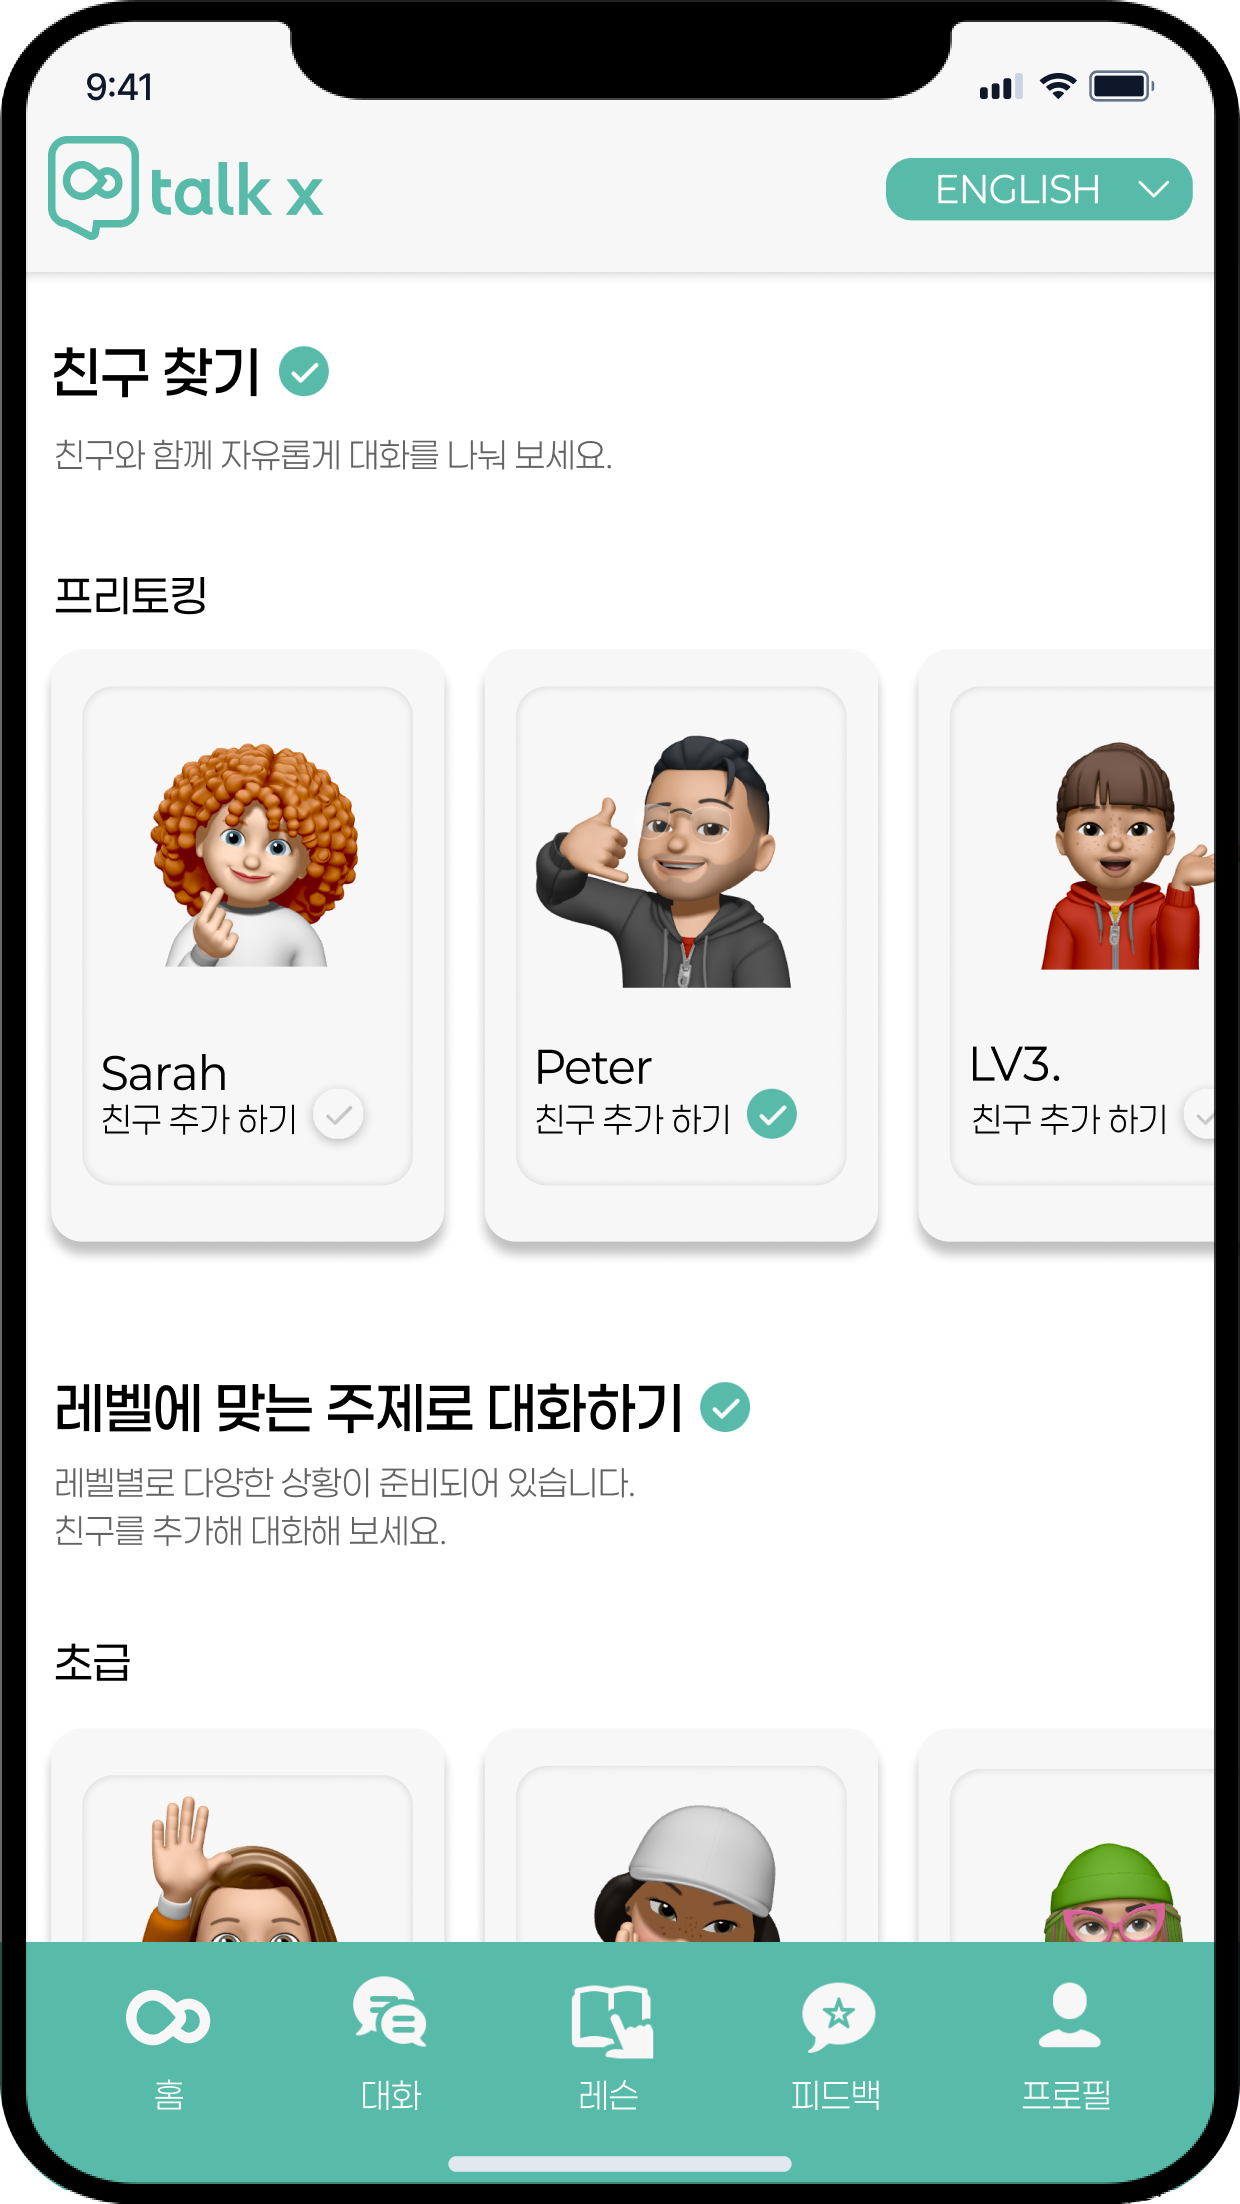 9:41
talk x
ENGLISH
친구 찾기
친구와 함께 자유롭게 대화를 나눠 보세요.
프리토킹
Sarah
친구 추가 하기
Peter
친구 추가 하기
LV3.
친구 추가 하기
레벨에 맞는 주제로 대화하기
레벨별로 다양한 상황이 준비되어 있습니다.
친구를 추가해 대화해 보세요.
초급
홈
대화
레슨
피드백
프로필